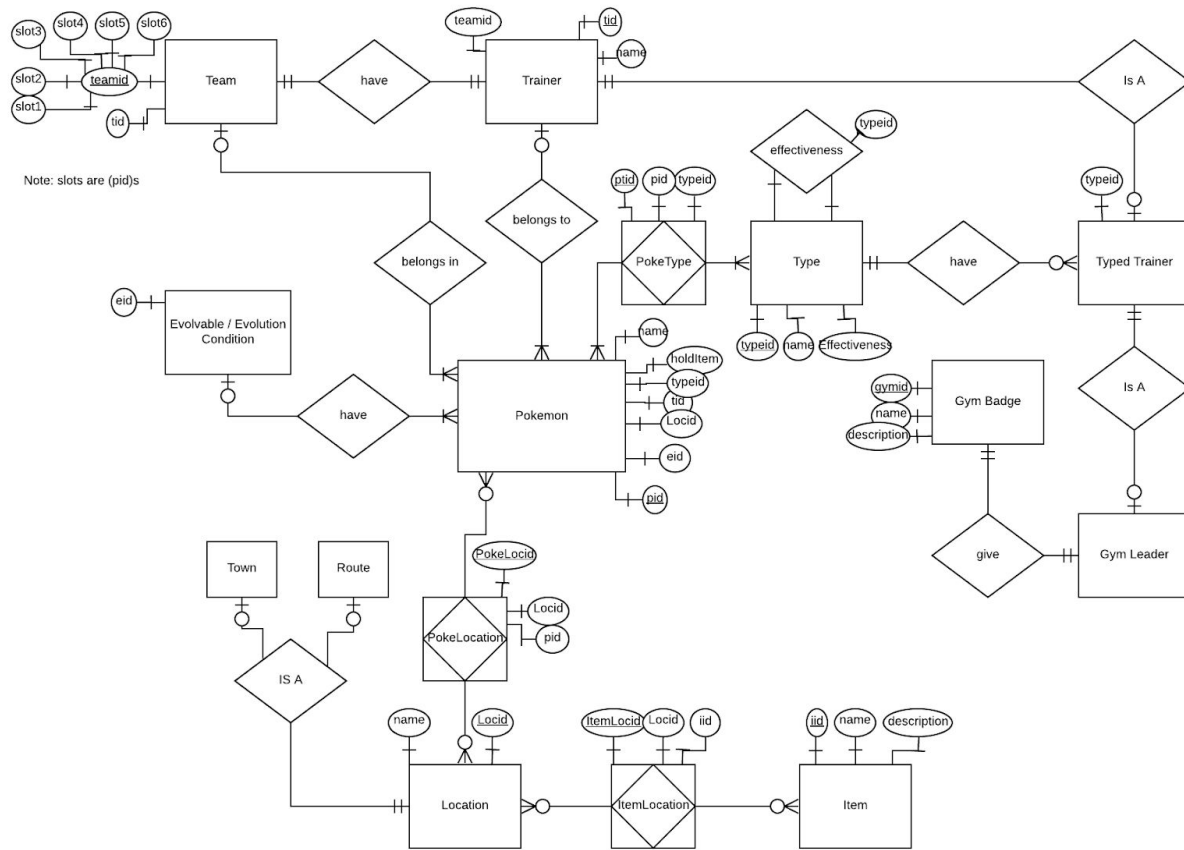 slot3
slot4
slot5
slot6
slot2
teamid
slot1
tid
Team
have
teamid
tid
name
Trainer
Is A
Note: slots are (pid)s
effectiveness
typeid
belongs to
belongs in
ptid
pid
typeid
PokeType
Type
have
typeid
Typed Trainer
typeid
name
Effectiveness
eid
Evolvable / Evolution
Condition
have
name
holdItem
typeid
tid
Locid
eid
pid
Pokemon
gymid
name
description
Gym Badge
Is A
give
Gym Leader
Town
Route
IS A
PokeLocid
Locid
pid
PokeLocation
name
Locid
Location
ItemLocid
Locid
iid
ItemLocation
iid
name
description
Item